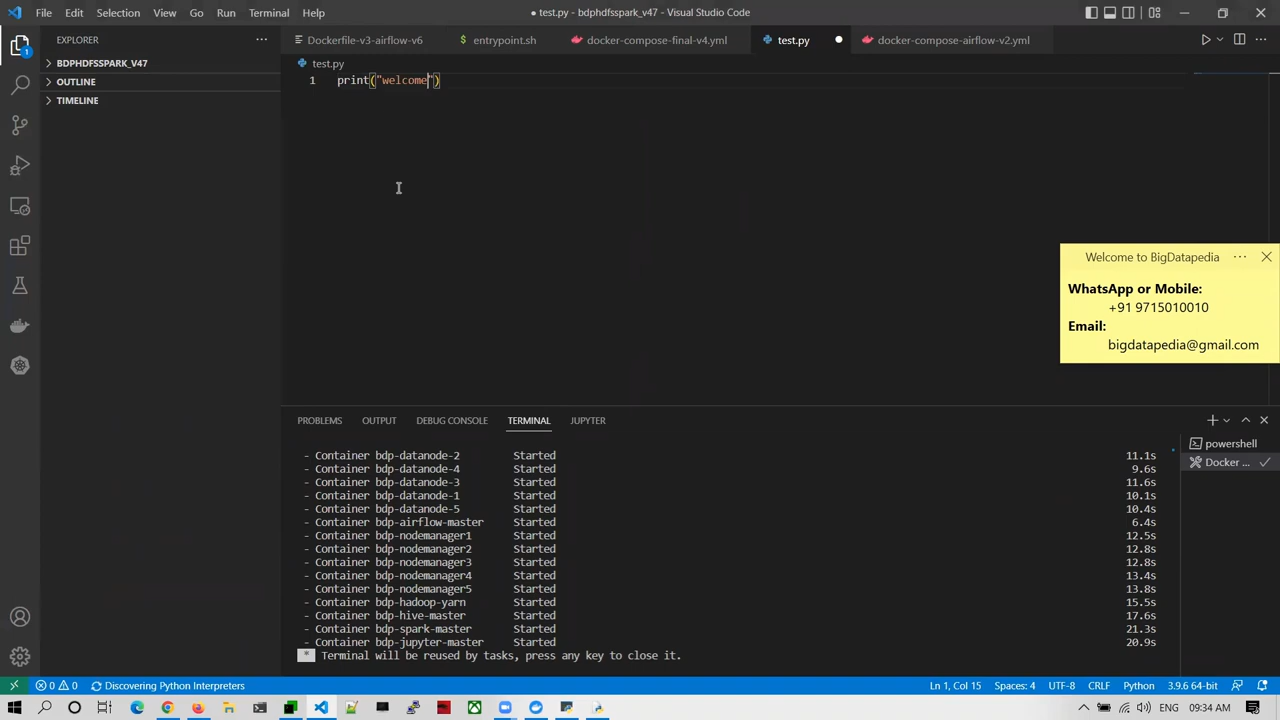 File Edit Selection View Go Run Terminal Help
● test.py - bdphdfsspark_v47 - Visual Studio Code
EXPLORER
Dockerfile-v3-airflow-v6
$ entrypoint.sh
docker-compose-final-v4.yml
test.py
docker-compose-airflow-v2.yml
BDPHDFSSPARK_V47
OUTLINE
TIMELINE
test.py
1 print("welcome")
Welcome to BigDatapedia
WhatsApp or Mobile:
+91 9715010010
Email:
bigdatapedia@gmail.com
PROBLEMS OUTPUT DEBUG CONSOLE TERMINAL JUPYTER
powershell
Docker ...
- Container bdp-datanode-2 Started 11.1s
- Container bdp-datanode-4 Started 9.6s
- Container bdp-datanode-3 Started 11.6s
- Container bdp-datanode-1 Started 10.1s
- Container bdp-datanode-5 Started 10.4s
- Container bdp-airflow-master Started 6.4s
- Container bdp-nodemanager1 Started 12.5s
- Container bdp-nodemanager2 Started 12.8s
- Container bdp-nodemanager3 Started 12.8s
- Container bdp-nodemanager4 Started 13.4s
- Container bdp-nodemanager5 Started 13.8s
- Container bdp-hadoop-yarn Started 15.5s
- Container bdp-hive-master Started 17.6s
- Container bdp-spark-master Started 21.3s
- Container bdp-jupyter-master Started 20.9s
* Terminal will be reused by tasks, press any key to close it.
0 0 Discovering Python Interpreters Ln 1, Col 15 Spaces: 4 UTF-8 CRLF Python 3.9.6 64-bit
09:34 AM